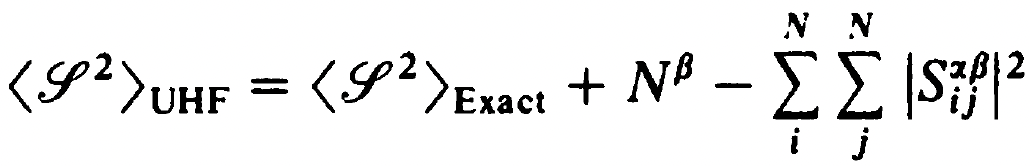 ⟨𝒮²⟩_UHF = ⟨𝒮²⟩_Exact + N^β − ∑_i^N ∑_j^N |S_ij^αβ|²